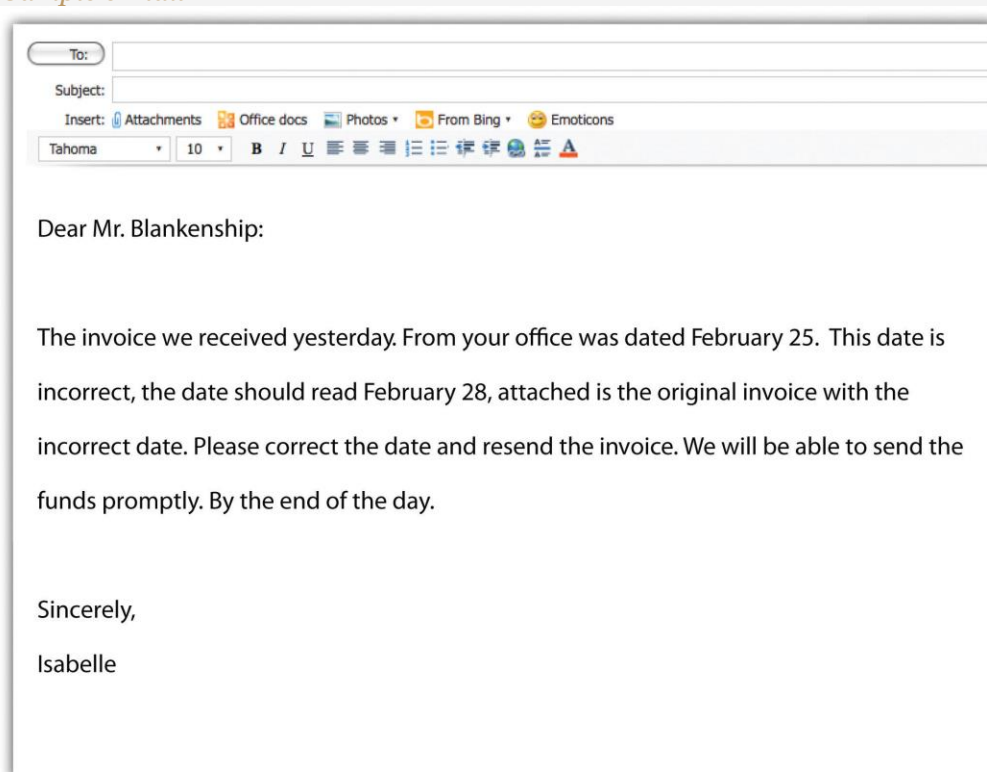 To:
Subject:
Insert: Attachments Office docs Photos From Bing Emoticons
Tahoma 10 B I U A
Dear Mr. Blankenship:
The invoice we received yesterday. From your office was dated February 25. This date is
incorrect, the date should read February 28, attached is the original invoice with the
incorrect date. Please correct the date and resend the invoice. We will be able to send the
funds promptly. By the end of the day.
Sincerely,
Isabelle